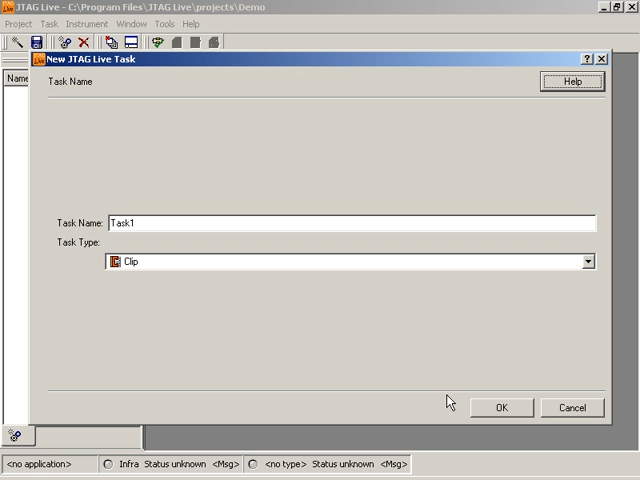 JTAG Live - C:\Program Files\JTAG Live\projects\Demo
Project Task Instrument Window Tools Help
Name
New JTAG Live Task
Task Name
Help
Task Name: Task1
Task Type:
Clip
OK Cancel
<no application> Infra Status unknown <Msg> <no type> Status unknown <Msg>